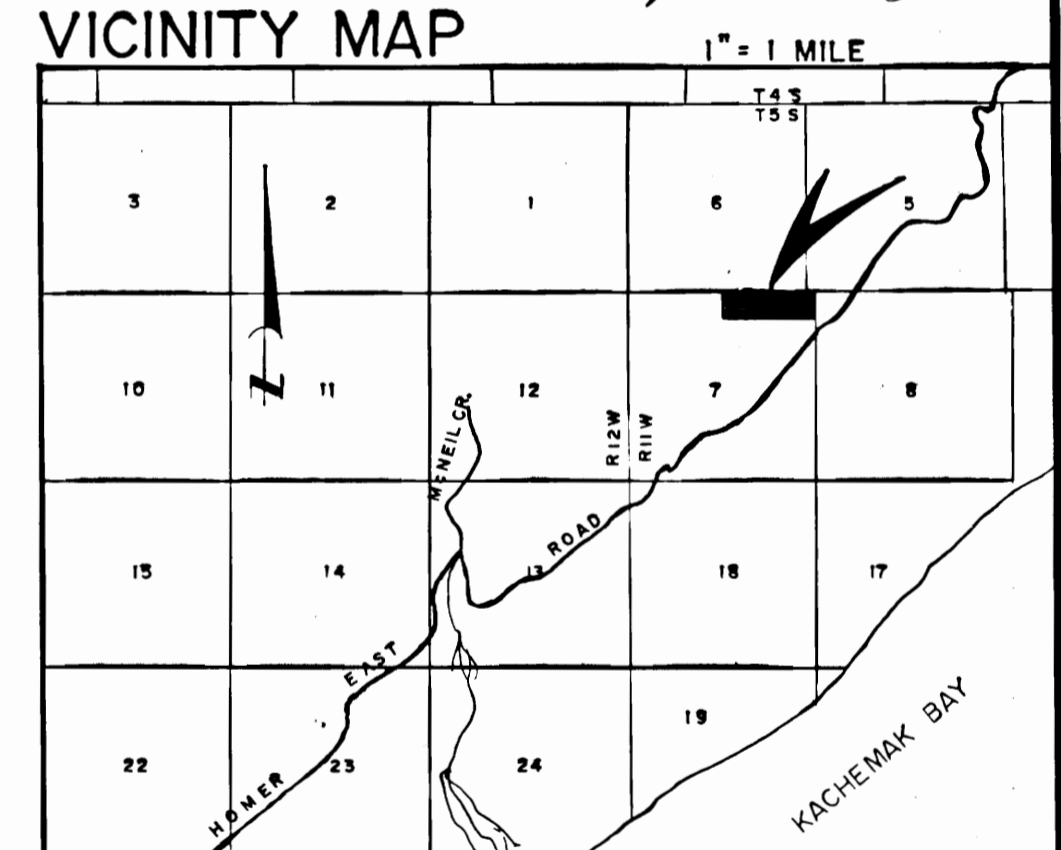 VICINITY MAP
1" = 1 MILE
T4S
T5S
3
2
1
6
5
10
11
12
7
8
McNEIL CR.
R12W
R11W
15
14
13
18
17
HOMER EAST ROAD
22
23
24
19
KACHEMAK BAY
N